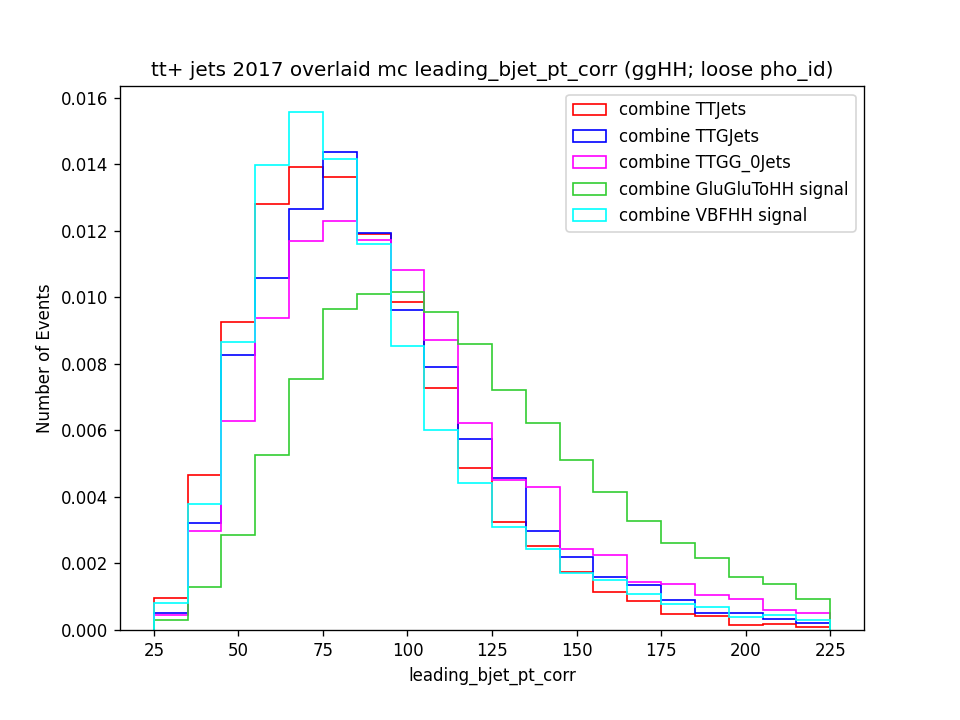 tt+ jets 2017 overlaid mc leading_bjet_pt_corr (ggHH; loose pho_id)
combine TTJets
combine TTGJets
combine TTGG_0Jets
combine GluGluToHH signal
combine VBFHH signal
Number of Events
0.016
0.014
0.012
0.010
0.008
0.006
0.004
0.002
0.000
25 50 75 100 125 150 175 200 225
leading_bjet_pt_corr